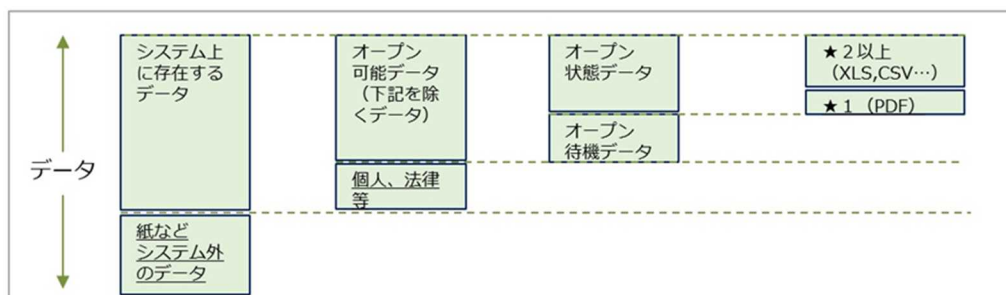 データ
システム上
に存在する
データ
紙など
システム外
のデータ
オープン
可能データ
（下記を除
くデータ）
個人、法律
等
オープン
状態データ
オープン
待機データ
★２以上
（XLS,CSV…）
★１（PDF）